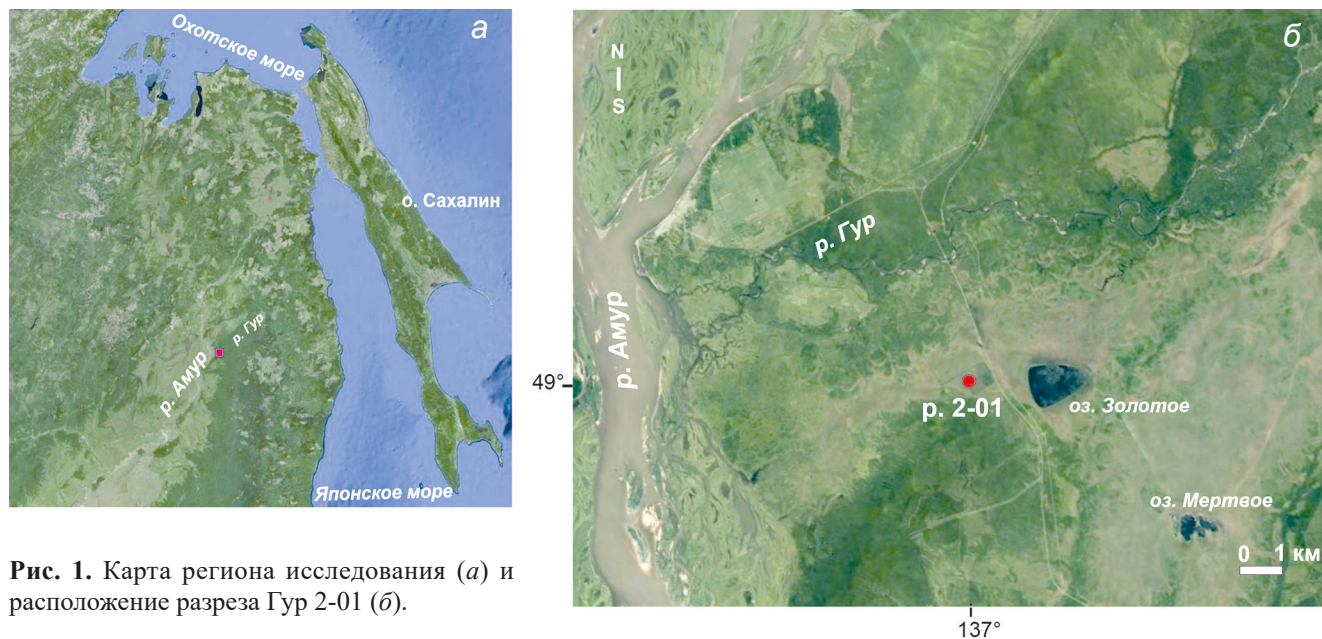 Охотское море
а
о. Сахалин
р. Гур
р. Амур
Японское море
Рис. 1. Карта региона исследования (а) и
расположение разреза Гур 2-01 (б).
б
N
S
р. Гур
р. Амур
49°
р. 2-01
оз. Золотое
оз. Мертвое
0 1 км
137°